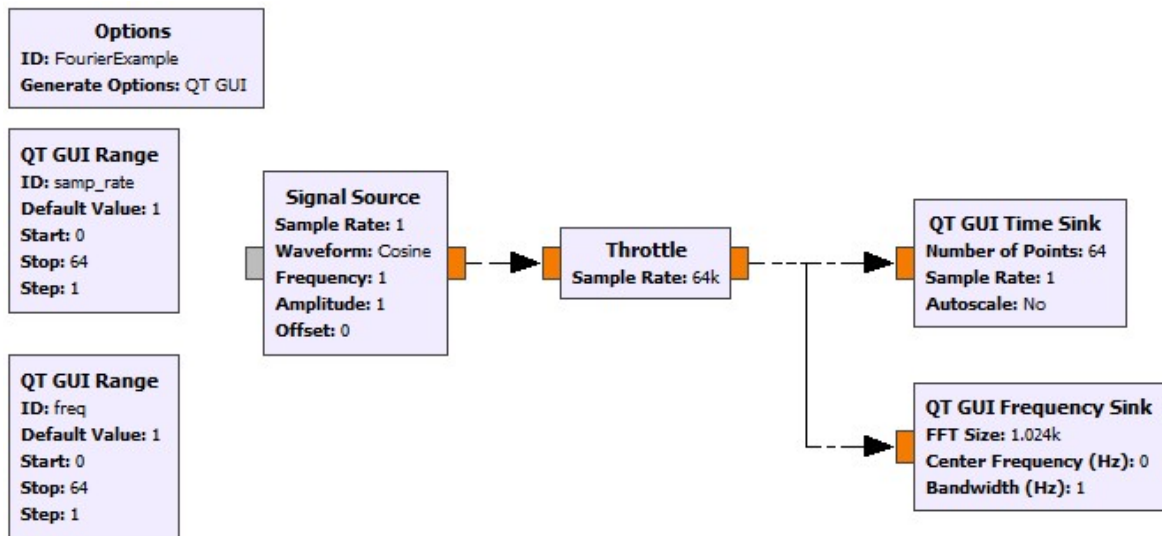 Options
ID: FourierExample
Generate Options: QT GUI
QT GUI Range
ID: samp_rate
Default Value: 1
Start: 0
Stop: 64
Step: 1
QT GUI Range
ID: freq
Default Value: 1
Start: 0
Stop: 64
Step: 1
Signal Source
Sample Rate: 1
Waveform: Cosine
Frequency: 1
Amplitude: 1
Offset: 0
Throttle
Sample Rate: 64k
QT GUI Time Sink
Number of Points: 64
Sample Rate: 1
Autoscale: No
QT GUI Frequency Sink
FFT Size: 1.024k
Center Frequency (Hz): 0
Bandwidth (Hz): 1